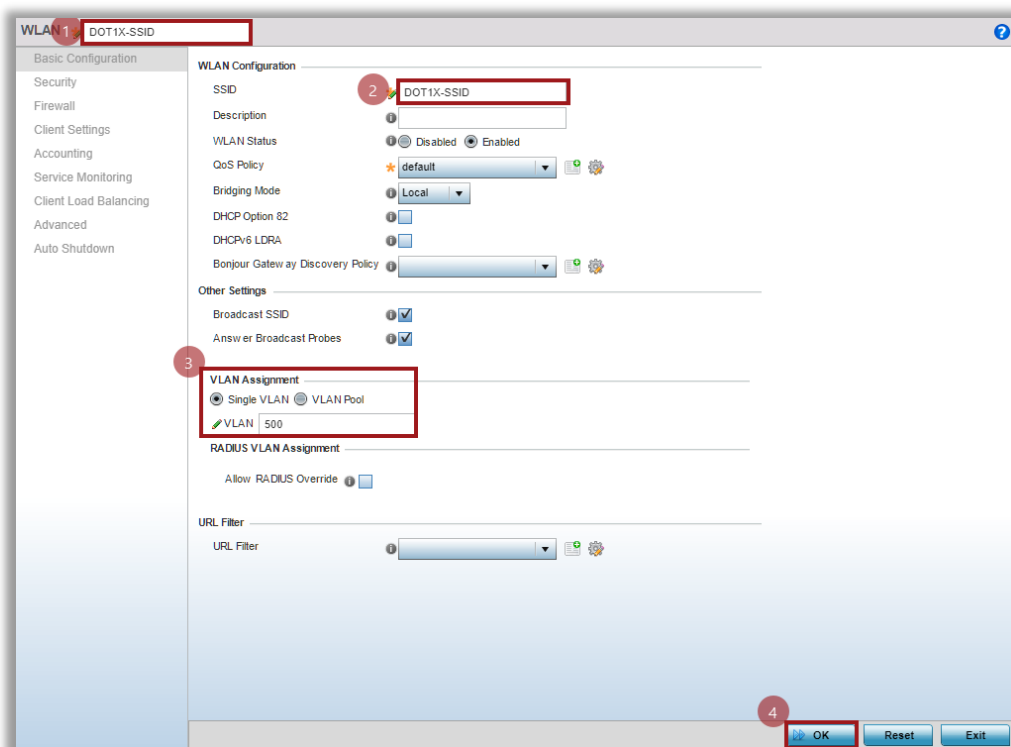 WLAN 1 DOT1X-SSID
Basic Configuration
Security
Firewall
Client Settings
Accounting
Service Monitoring
Client Load Balancing
Advanced
Auto Shutdown
WLAN Configuration
SSID 2 DOT1X-SSID
Description
WLAN Status Disabled Enabled
QoS Policy default
Bridging Mode Local
DHCP Option 82
DHCPv6 LDRA
Bonjour Gateway Discovery Policy
Other Settings
Broadcast SSID
Answer Broadcast Probes
3
VLAN Assignment
Single VLAN VLAN Pool
VLAN 500
RADIUS VLAN Assignment
Allow RADIUS Override
URL Filter
URL Filter
4
OK Reset Exit